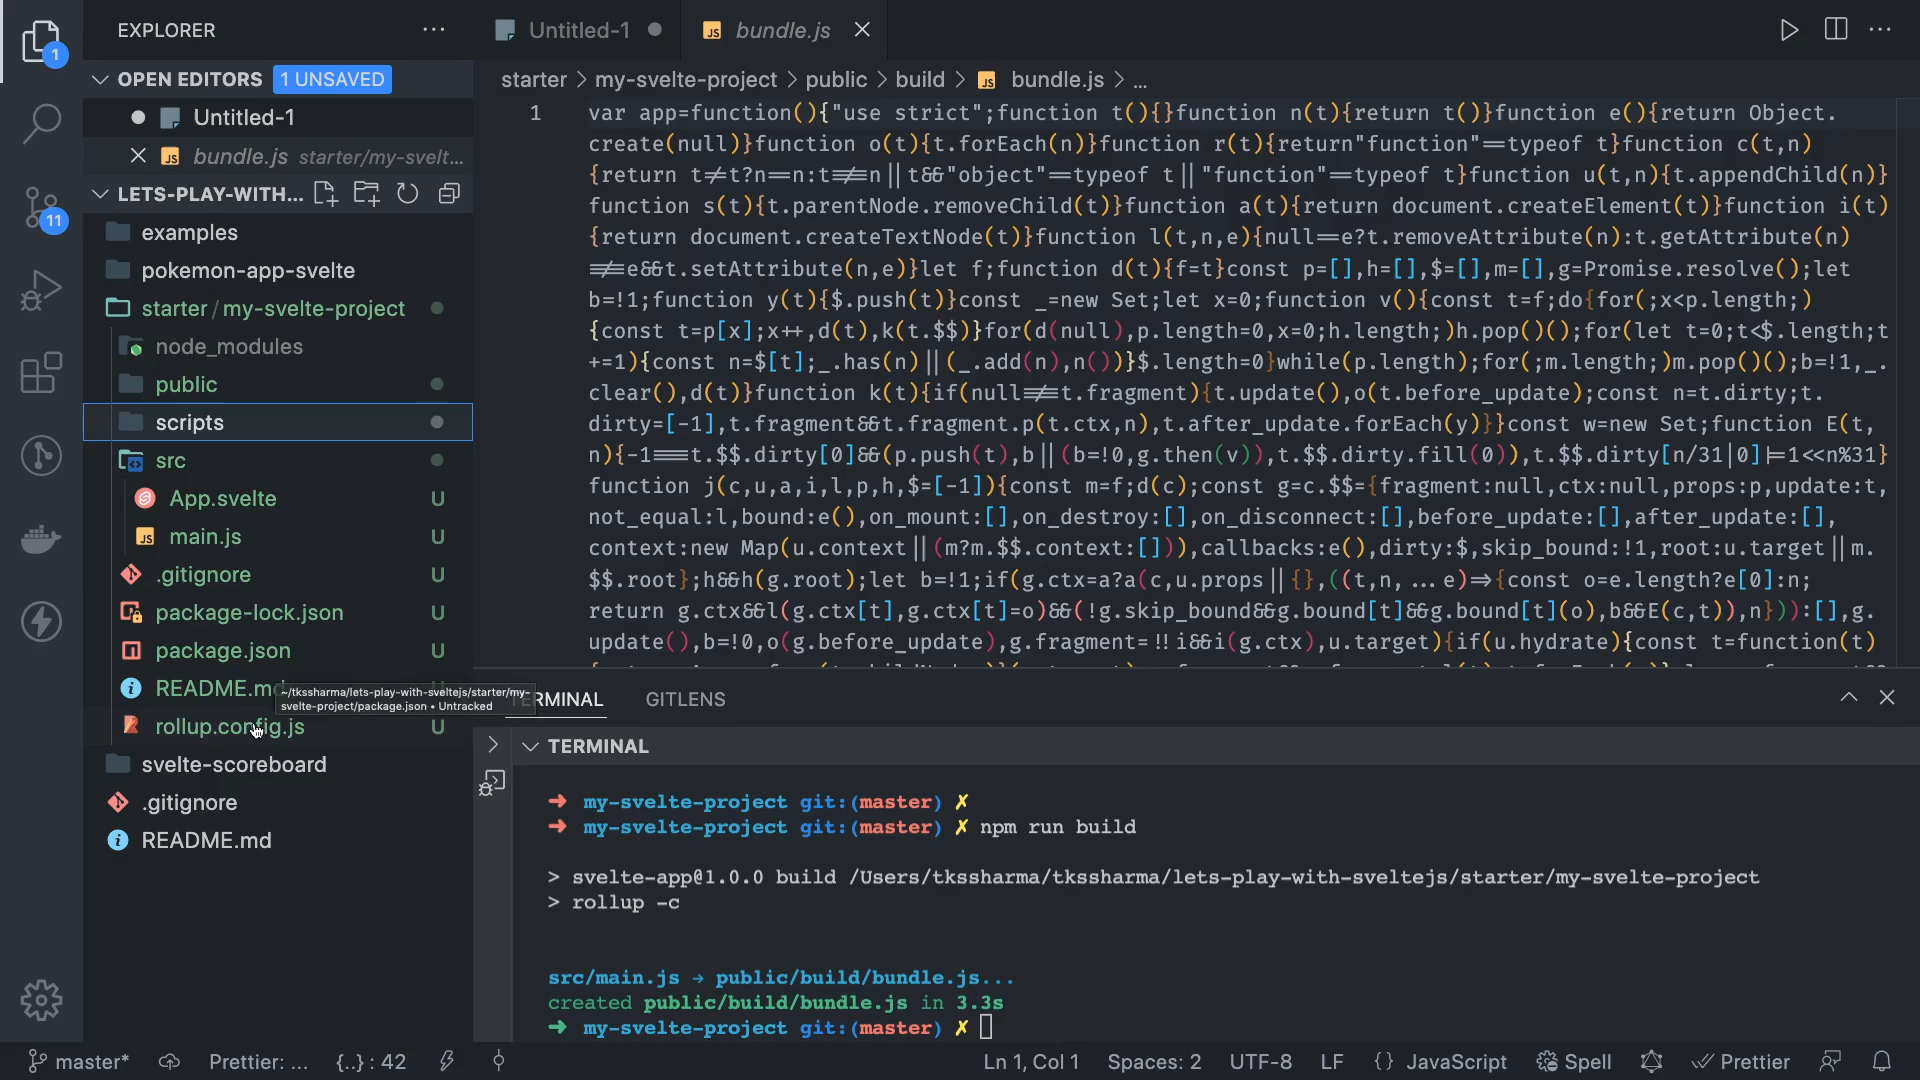 EXPLORER
Untitled-1
JS bundle.js
1
OPEN EDITORS 1 UNSAVED
Untitled-1
JS bundle.js starter/my-svelt...
LETS-PLAY-WITH...
11
examples
pokemon-app-svelte
starter / my-svelte-project
node_modules
public
scripts
src
App.svelte U
JS main.js U
.gitignore U
package-lock.json U
package.json U
README.md
rollup.config.js U
svelte-scoreboard
.gitignore
README.md
~/tkssharma/lets-play-with-sveltejs/starter/my-
svelte-project/package.json • Untracked
starter > my-svelte-project > public > build > JS bundle.js > ...
1 var app=function(){"use strict";function t(){}function n(t){return t()}function e(){return Object.
create(null)}function o(t){t.forEach(n)}function r(t){return"function"==typeof t}function c(t,n)
{return t!=t?n==n:t!==n||t&&"object"==typeof t||"function"==typeof t}function u(t,n){t.appendChild(n)}
function s(t){t.parentNode.removeChild(t)}function a(t){return document.createElement(t)}function i(t)
{return document.createTextNode(t)}function l(t,n,e){null==e?t.removeAttribute(n):t.getAttribute(n)
!==e&&t.setAttribute(n,e)}let f;function d(t){f=t}const p=[],h=[],$=[],m=[],g=Promise.resolve();let
b=!1;function y(t){$.push(t)}const _=new Set;let x=0;function v(){const t=f;do{for(;x<p.length;)
{const t=p[x];x++,d(t),k(t.$$)}for(d(null),p.length=0,x=0;h.length;)h.pop()();for(let t=0;t<$.length;t
+=1){const n=$[t];_.has(n)||(_.add(n),n())}$.length=0}while(p.length);for(;m.length;)m.pop()();b=!1,_.
clear(),d(t)}function k(t){if(null!==t.fragment){t.update(),o(t.before_update);const n=t.dirty;t.
dirty=[-1],t.fragment&&t.fragment.p(t.ctx,n),t.after_update.forEach(y)}}const w=new Set;function E(t,
n){-1===t.$$.dirty[0]&&(p.push(t),b||(b=!0,g.then(v)),t.$$.dirty.fill(0)),t.$$.dirty[n/31|0]|=1<<n%31}
function j(c,u,a,i,l,p,h,$=[-1]){const m=f;d(c);const g=c.$$={fragment:null,ctx:null,props:p,update:t,
not_equal:l,bound:e(),on_mount:[],on_destroy:[],on_disconnect:[],before_update:[],after_update:[],
context:new Map(u.context||(m?m.$$.context:[])),callbacks:e(),dirty:$,skip_bound:!1,root:u.target||m.
$$.root};h&&h(g.root);let b=!1;if(g.ctx=a?a(c,u.props||{},((t,n,...e)=>{const o=e.length?e[0]:n;
return g.ctx&&l(g.ctx[t],g.ctx[t]=o)&&(!g.skip_bound&&g.bound[t]&&g.bound[t](o),b&&E(c,t)),n})):[],g.
update(),b=!0,o(g.before_update),g.fragment=!!i&&i(g.ctx),u.target){if(u.hydrate){const t=function(t)
ERMINAL GITLENS
TERMINAL
➜ my-svelte-project git:(master) ✗
➜ my-svelte-project git:(master) ✗ npm run build
> svelte-app@1.0.0 build /Users/tkssharma/tkssharma/lets-play-with-sveltejs/starter/my-svelte-project
> rollup -c
src/main.js → public/build/bundle.js...
created public/build/bundle.js in 3.3s
➜ my-svelte-project git:(master) ✗
master* Prettier: ... {..} : 42 Ln 1, Col 1 Spaces: 2 UTF-8 LF {} JavaScript Spell Prettier